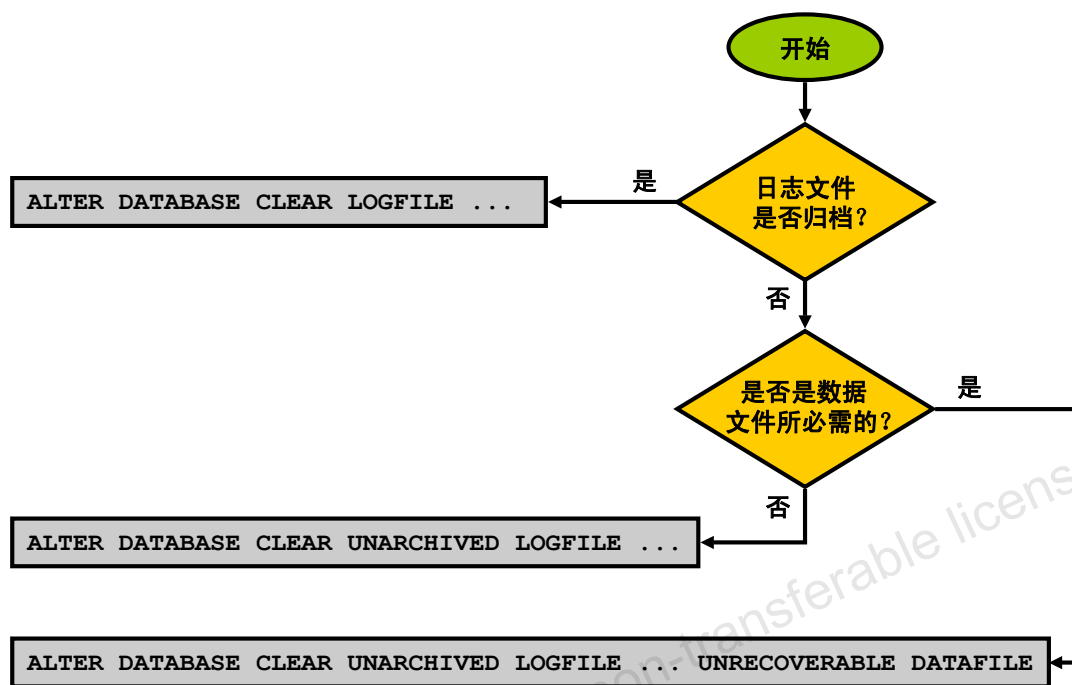 开始
日志文件
是否归档？
是
ALTER DATABASE CLEAR LOGFILE ...
否
是否是数据
文件所必需的？
是
否
ALTER DATABASE CLEAR UNARCHIVED LOGFILE ...
ALTER DATABASE CLEAR UNARCHIVED LOGFILE ... UNRECOVERABLE DATAFILE